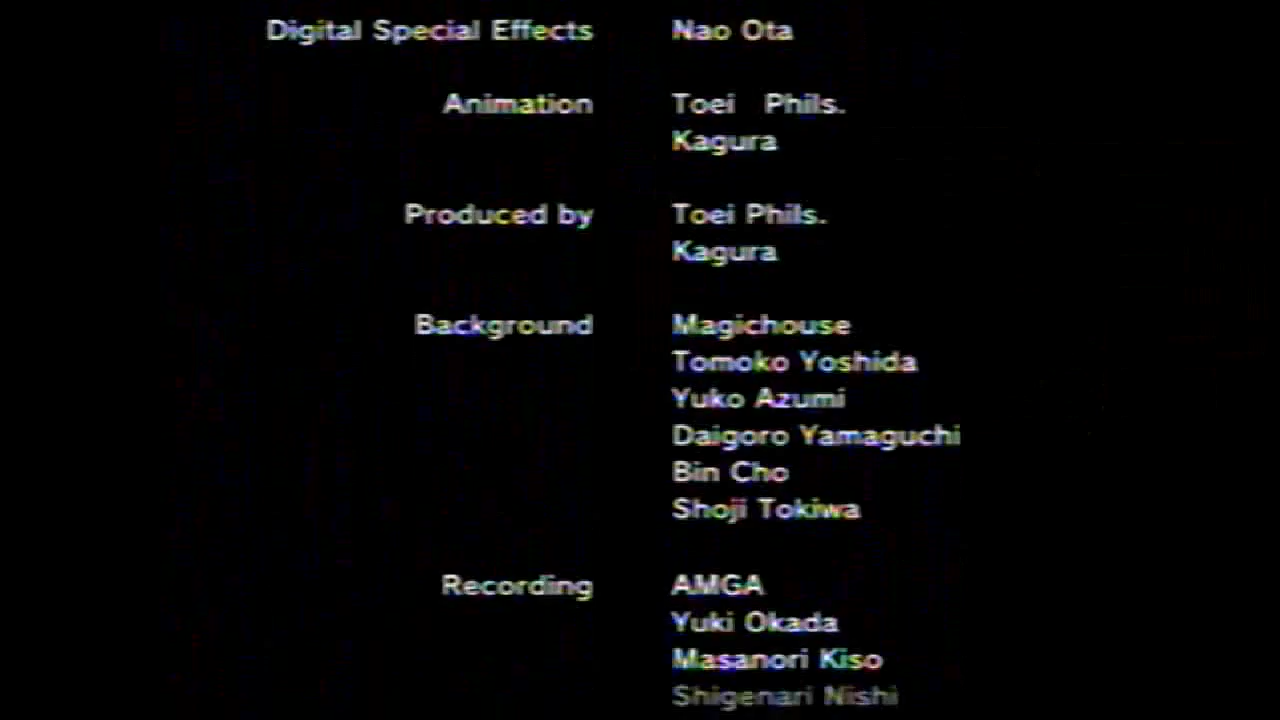 Digital Special Effects Nao Ota
Animation Toei Phils.
Kagura
Produced by Toei Phils.
Kagura
Background Magichouse
Tomoko Yoshida
Yuko Azumi
Daigoro Yamaguchi
Bin Cho
Shoji Tokiwa
Recording AMGA
Yuki Okada
Masanori Kiso
Shigenari Nishi